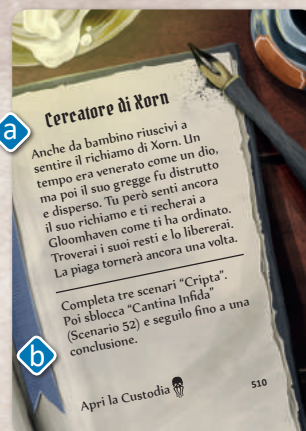 Cercatore di Xorn
a
Anche da bambino riuscivi a
sentire il richiamo di Xorn. Un
tempo era venerato come un dio,
ma poi il suo gregge fu distrutto
e disperso. Tu però senti ancora
il suo richiamo e ti recherai a
Gloomhaven come ti ha ordinato.
Troverai i suoi resti e lo libererai.
La piaga tornerà ancora una volta.
Completa tre scenari “Cripta”.
Poi sblocca “Cantina Infida”
(Scenario 52) e seguilo fino a una
b
conclusione.
Apri la Custodia
510